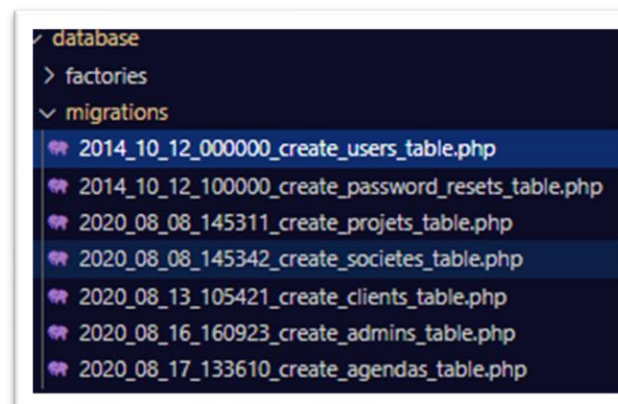 database
factories
migrations
2014_10_12_000000_create_users_table.php
2014_10_12_100000_create_password_resets_table.php
2020_08_08_145311_create_projets_table.php
2020_08_08_145342_create_societes_table.php
2020_08_13_105421_create_clients_table.php
2020_08_16_160923_create_admins_table.php
2020_08_17_133610_create_agendas_table.php